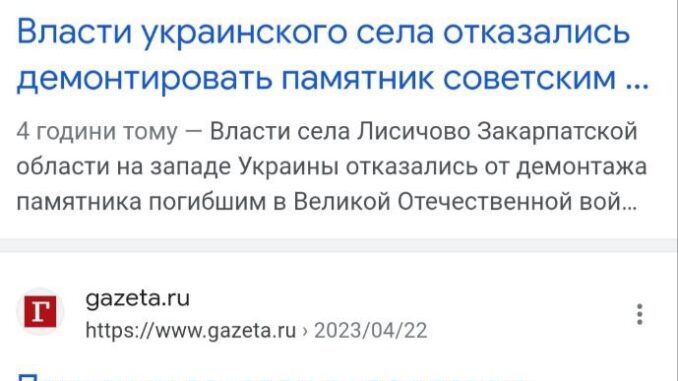 Власти украинского села отказались
демонтировать памятник советским ...
4 години тому — Власти села Лисичово Закарпатской
области на западе Украины отказались от демонтажа
памятника погибшим в Великой Отечественной вой...
Г
gazeta.ru
https://www.gazeta.ru › 2023/04/22